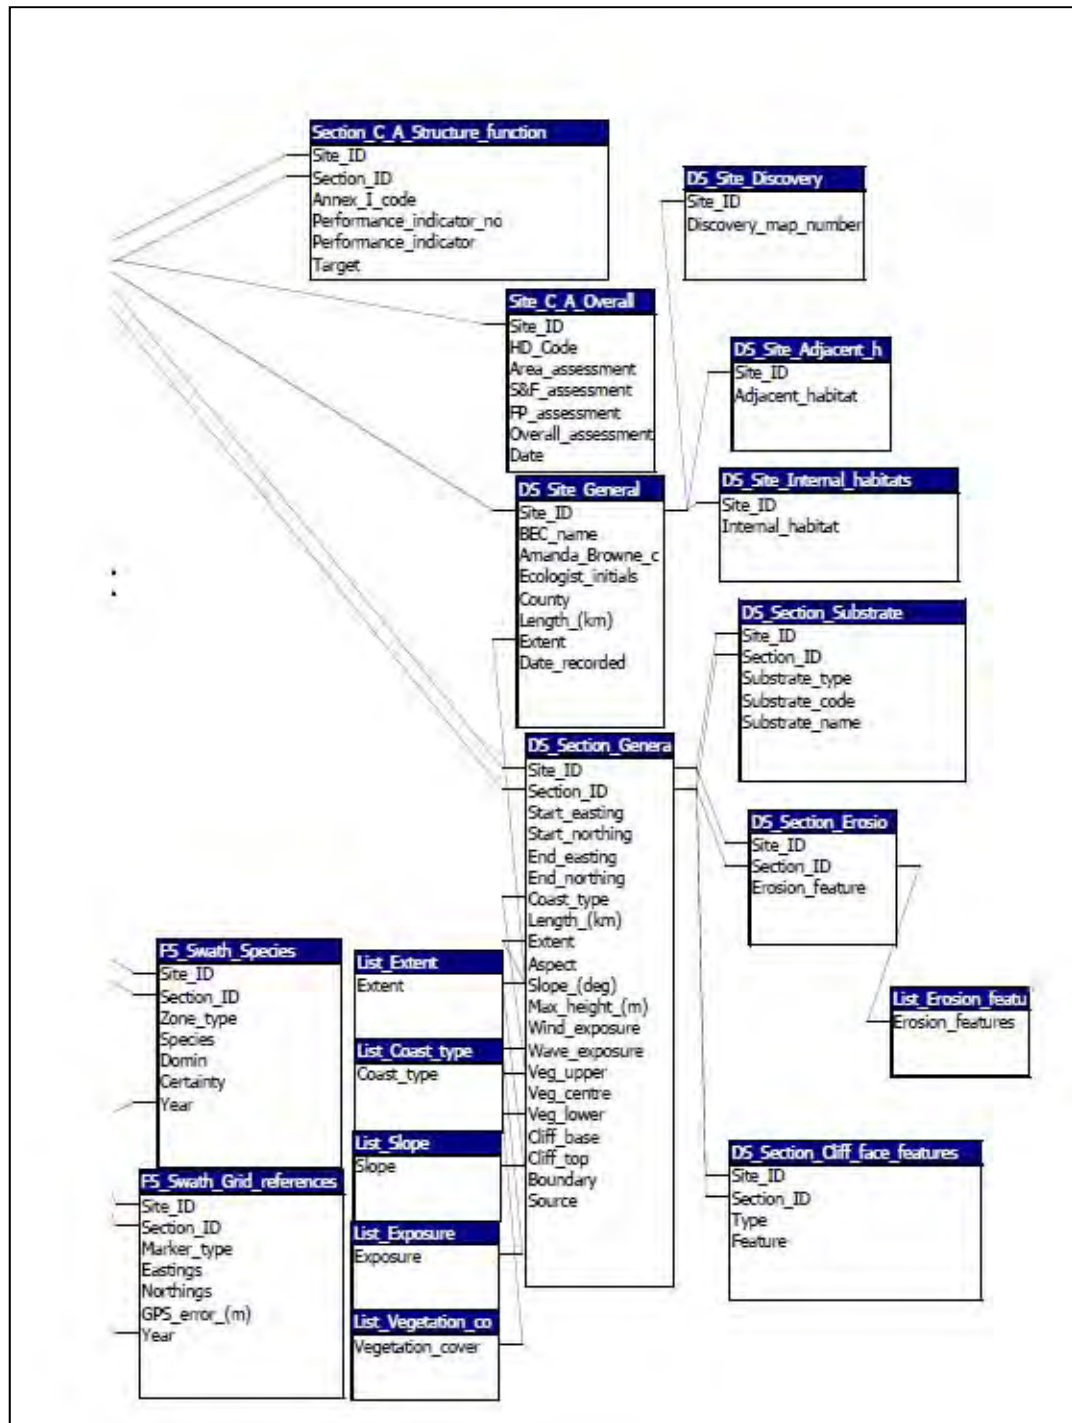 Section_C_A_Structure_function
Site_ID
Section_ID
Annex_I_code
Performance_indicator_no
Performance_indicator
Target
DS_Site_Discovery
Site_ID
Discovery_map_number
Site_C_A_Overall
Site_ID
HD_Code
Area_assessment
S&F_assessment
FP_assessment
Overall_assessment
Date
DS_Site_Adjacent_h
Site_ID
Adjacent_habitat
DS_Site_General
Site_ID
BEC_name
Amanda_Browne_c
Ecologist_initials
County
Length_(km)
Extent
Date_recorded
DS_Site_Internal_habitats
Site_ID
Internal_habitat
DS_Section_Substrate
Site_ID
Section_ID
Substrate_type
Substrate_code
Substrate_name
DS_Section_Genera
Site_ID
Section_ID
Start_easting
Start_northing
End_easting
End_northing
Coast_type
Length_(km)
Extent
Aspect
Slope_(deg)
Max_height_(m)
Wind_exposure
Wave_exposure
Veg_upper
Veg_centre
Veg_lower
Cliff_base
Cliff_top
Boundary
Source
DS_Section_Erosio
Site_ID
Section_ID
Erosion_feature
List_Erosion_featu
Erosion_features
FS_Swath_Species
Site_ID
Section_ID
Zone_type
Species
Domin
Certainty
Year
List_Extent
Extent
List_Coast_type
Coast_type
List_Slope
Slope
List_Exposure
Exposure
List_Vegetation_co
Vegetation_cover
FS_Swath_Grid_references
Site_ID
Section_ID
Marker_type
Eastings
Northings
GPS_error_(m)
Year
DS_Section_Cliff_face_features
Site_ID
Section_ID
Type
Feature